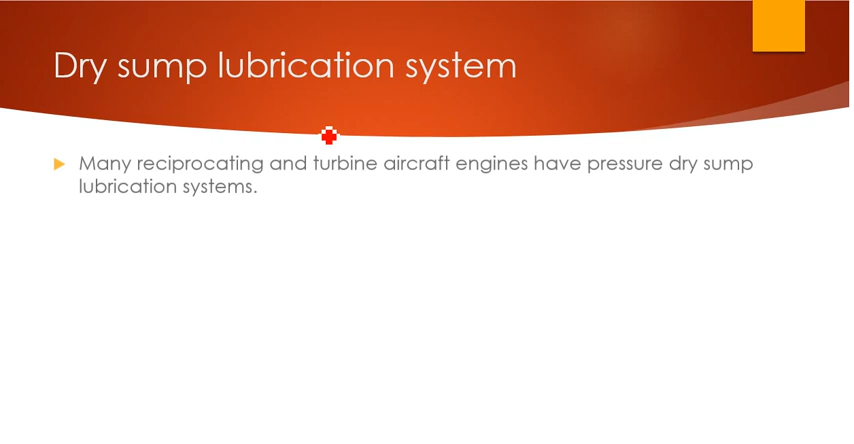 Dry sump lubrication system
Many reciprocating and turbine aircraft engines have pressure dry sump
lubrication systems.